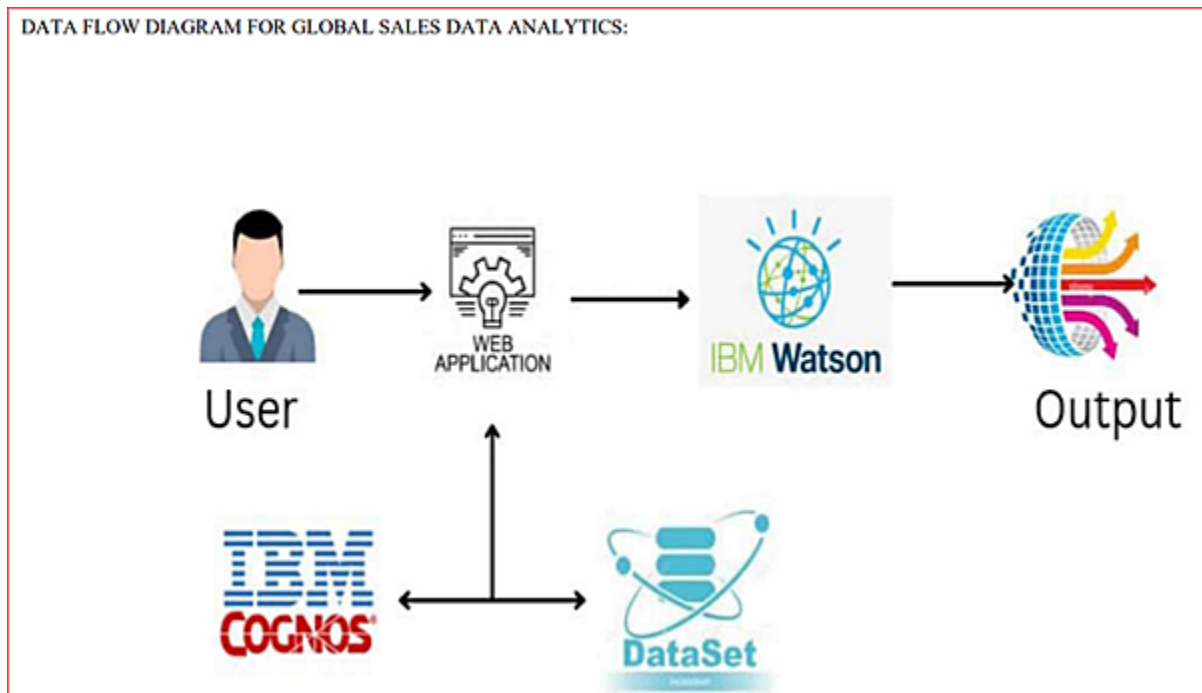 DATA FLOW DIAGRAM FOR GLOBAL SALES DATA ANALYTICS:
WEB
APPLICATION
IBM Watson
User
Output
IBM
COGNOS®
DataSet